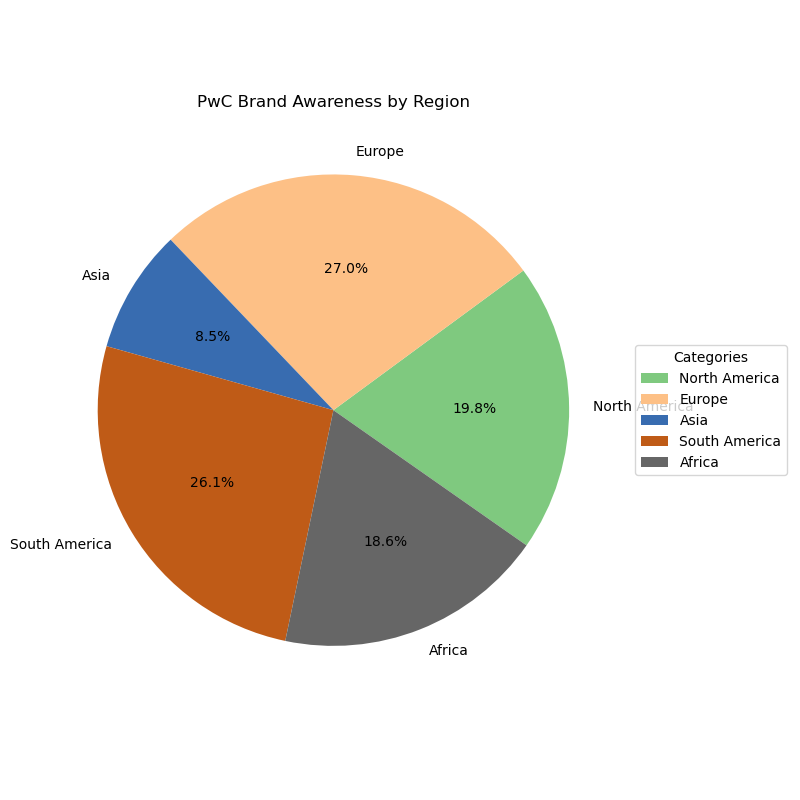 PwC Brand Awareness by Region
Europe
27.0%
Asia
8.5%
North America
19.8%
South America
26.1%
Africa
18.6%
Categories
North America
Europe
Asia
South America
Africa